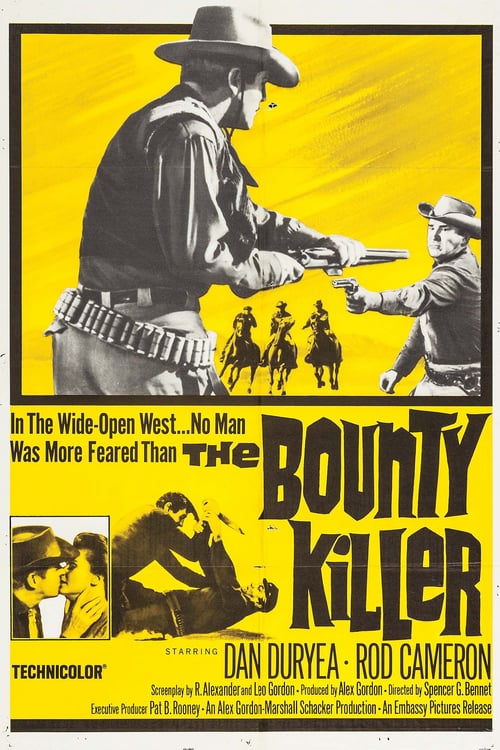 In The Wide-Open West...No Man
Was More Feared Than THE
BOUNTY
KILLER
STARRING DAN DURYEA · ROD CAMERON
TECHNICOLOR®
Screenplay by R. Alexander and Leo Gordon • Produced by Alex Gordon • Directed by Spencer G. Bennet
Executive Producer Pat B. Rooney • An Alex Gordon-Marshall Schacker Production • An Embassy Pictures Release